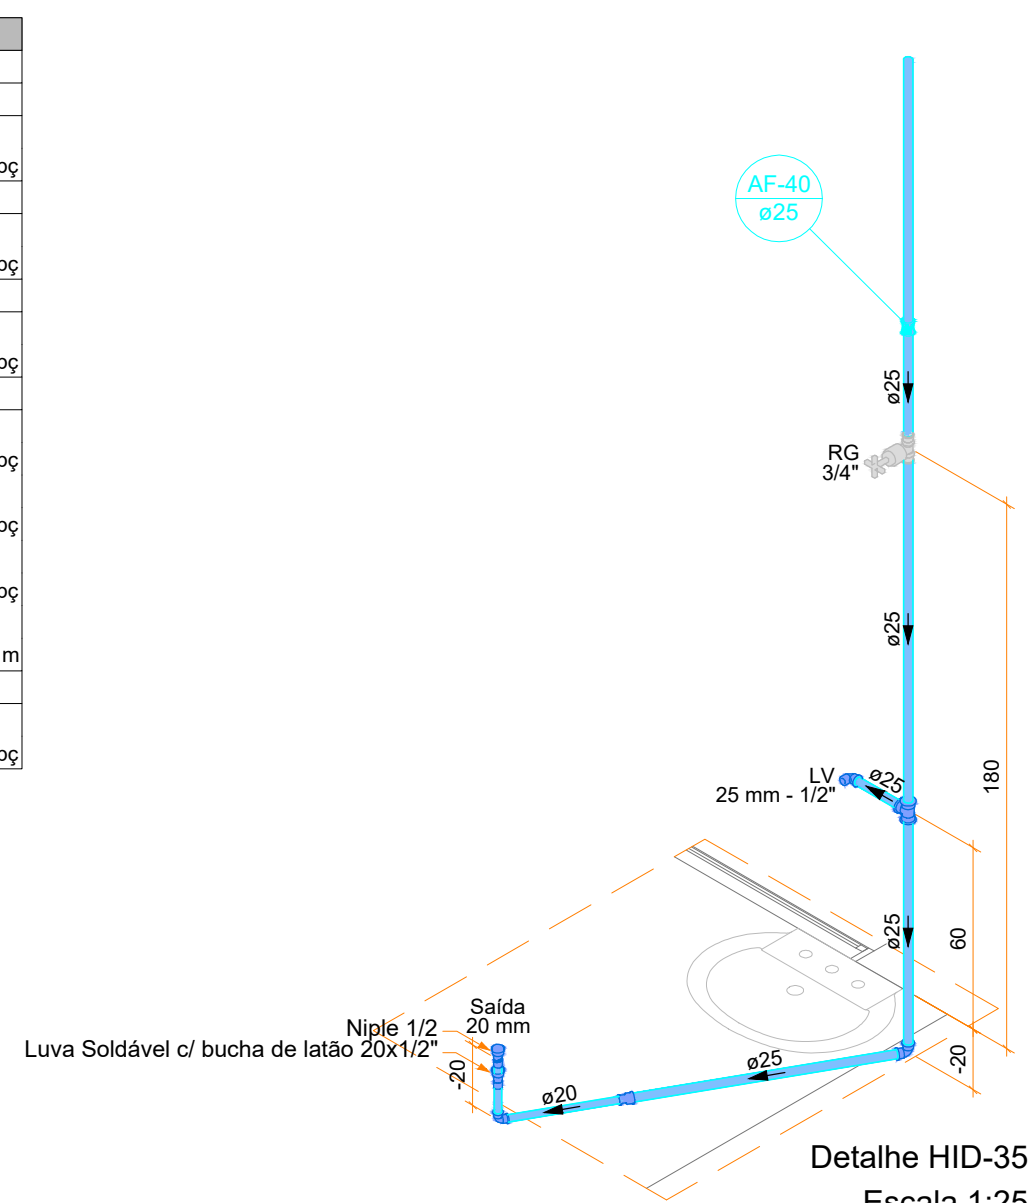 pç
pç
pç
pç
pç
pç
m
pç
AF-40
ø25
ø25
RG
3/4"
ø25
180
LV
25 mm - 1/2"
ø25
ø25
60
Saída
20 mm
Niple 1/2
Luva Soldável c/ bucha de latão 20x1/2"
-20
ø20
ø25
-20
Detalhe HID-35
Escala 1:25